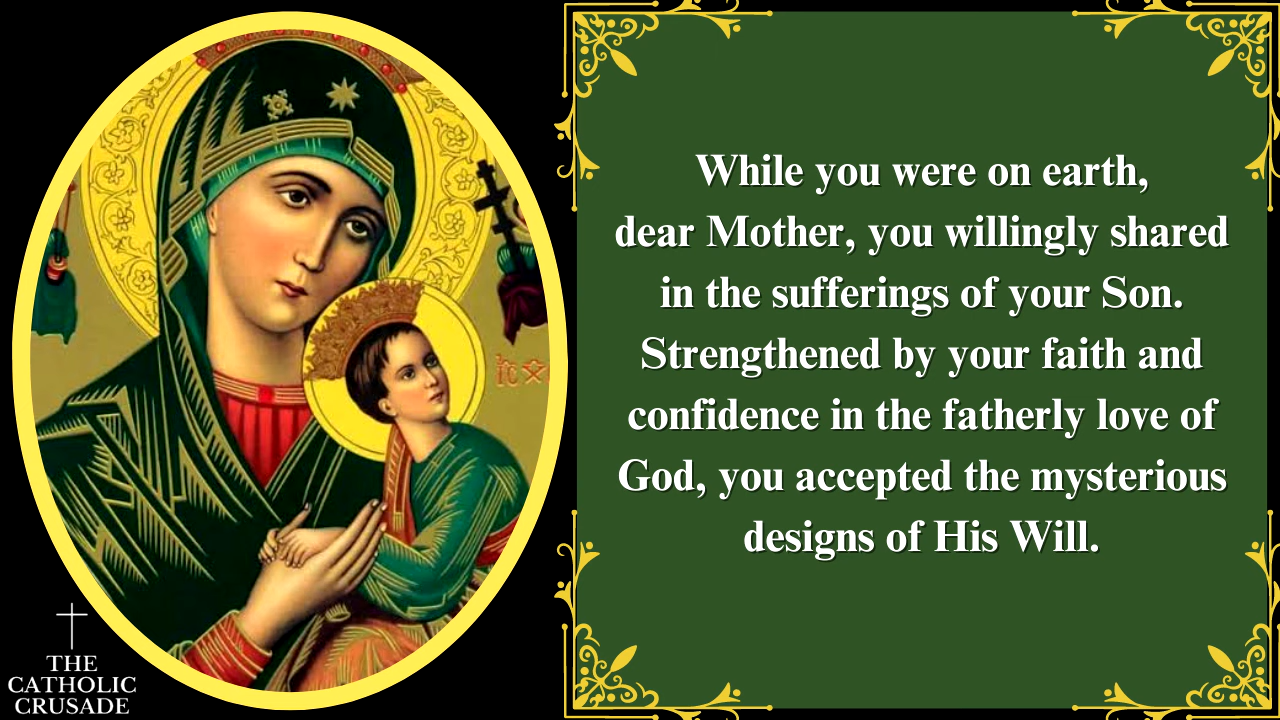 While you were on earth,
dear Mother, you willingly shared
in the sufferings of your Son.
Strengthened by your faith and
confidence in the fatherly love of
God, you accepted the mysterious
designs of His Will.
THE
CATHOLIC
CRUSADE